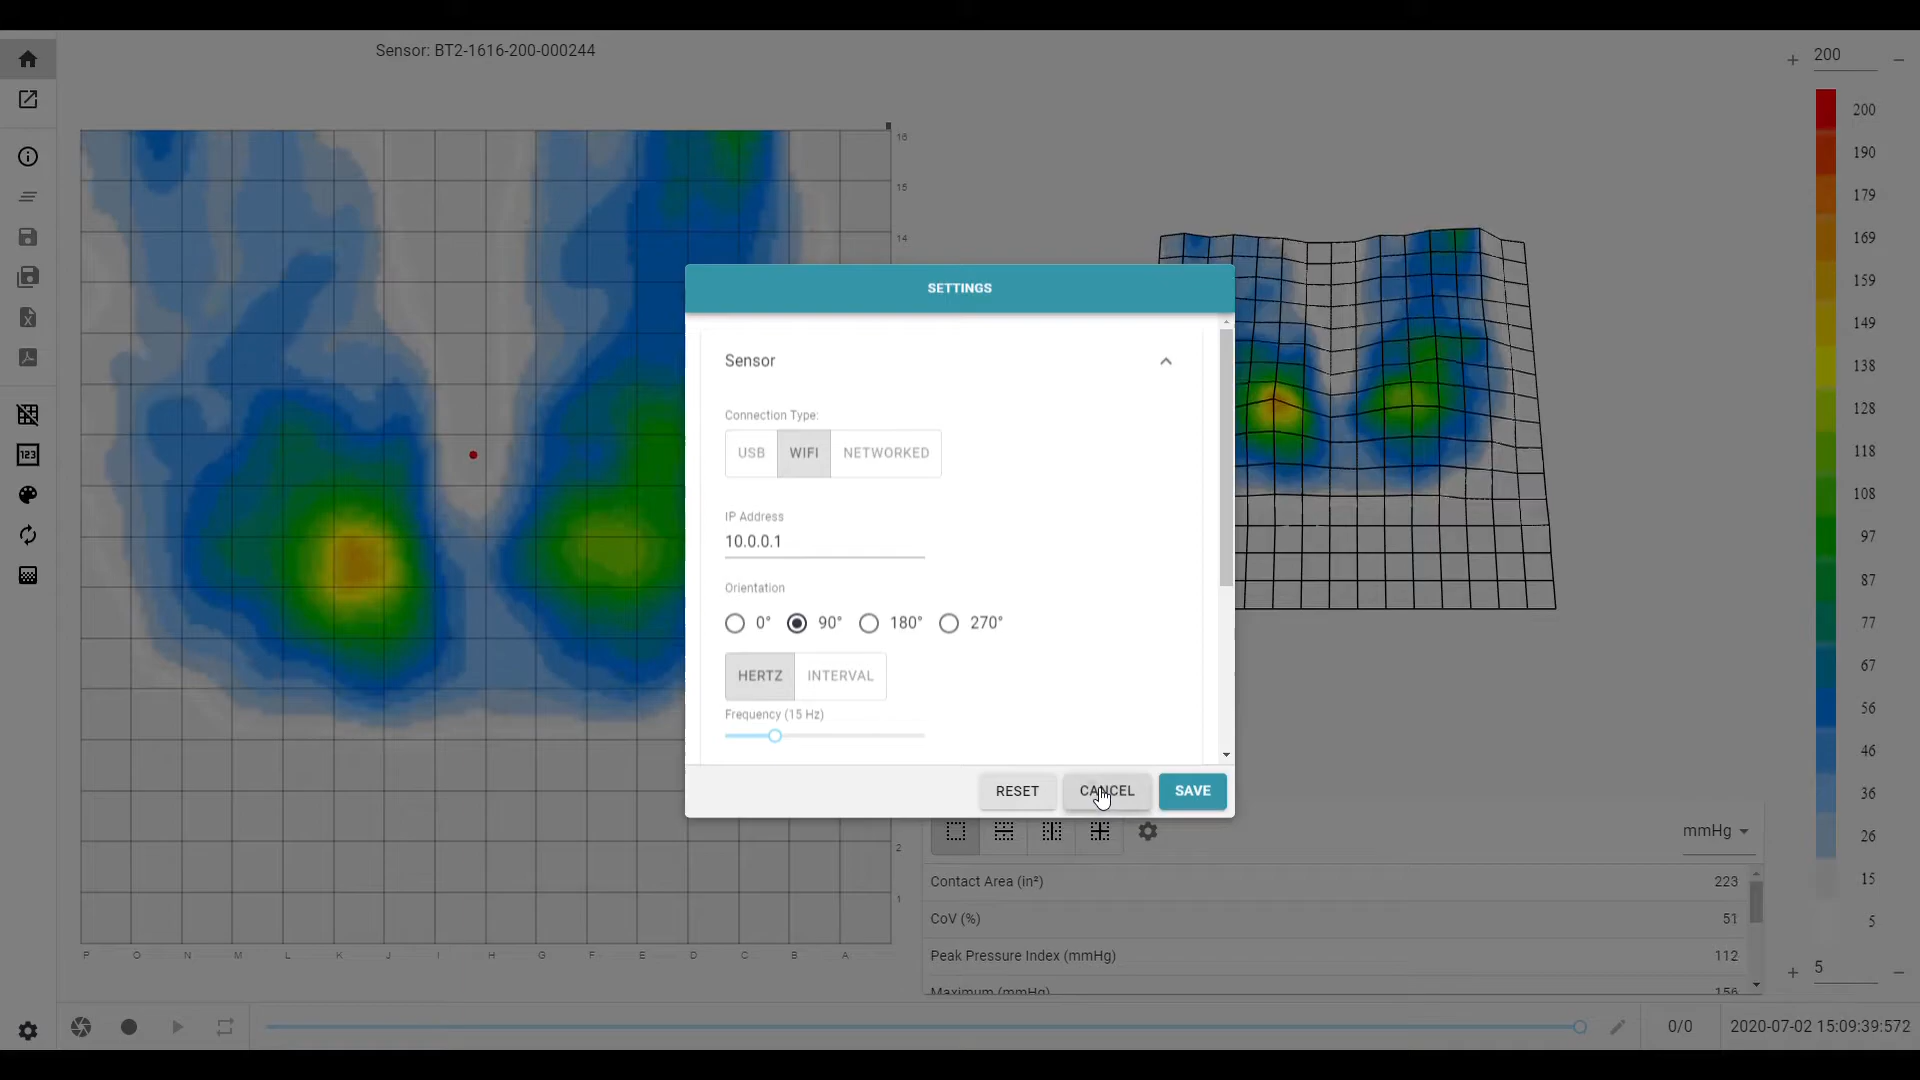 Sensor: BT2-1616-200-000244
200
200
190
179
169
159
149
138
128
118
108
97
87
77
67
56
46
36
26
15
5
5
16
15
14
2
1
P O N M L K J I H G F E D C B A
123
SETTINGS
Sensor
Connection Type:
USB WIFI NETWORKED
IP Address
10.0.0.1
Orientation
0° 90° 180° 270°
HERTZ INTERVAL
Frequency (15 Hz)
RESET CANCEL SAVE
mmHg
Contact Area (in²) 223
CoV (%) 51
Peak Pressure Index (mmHg) 112
Maximum (mmHg) 156
0/0
2020-07-02 15:09:39:572